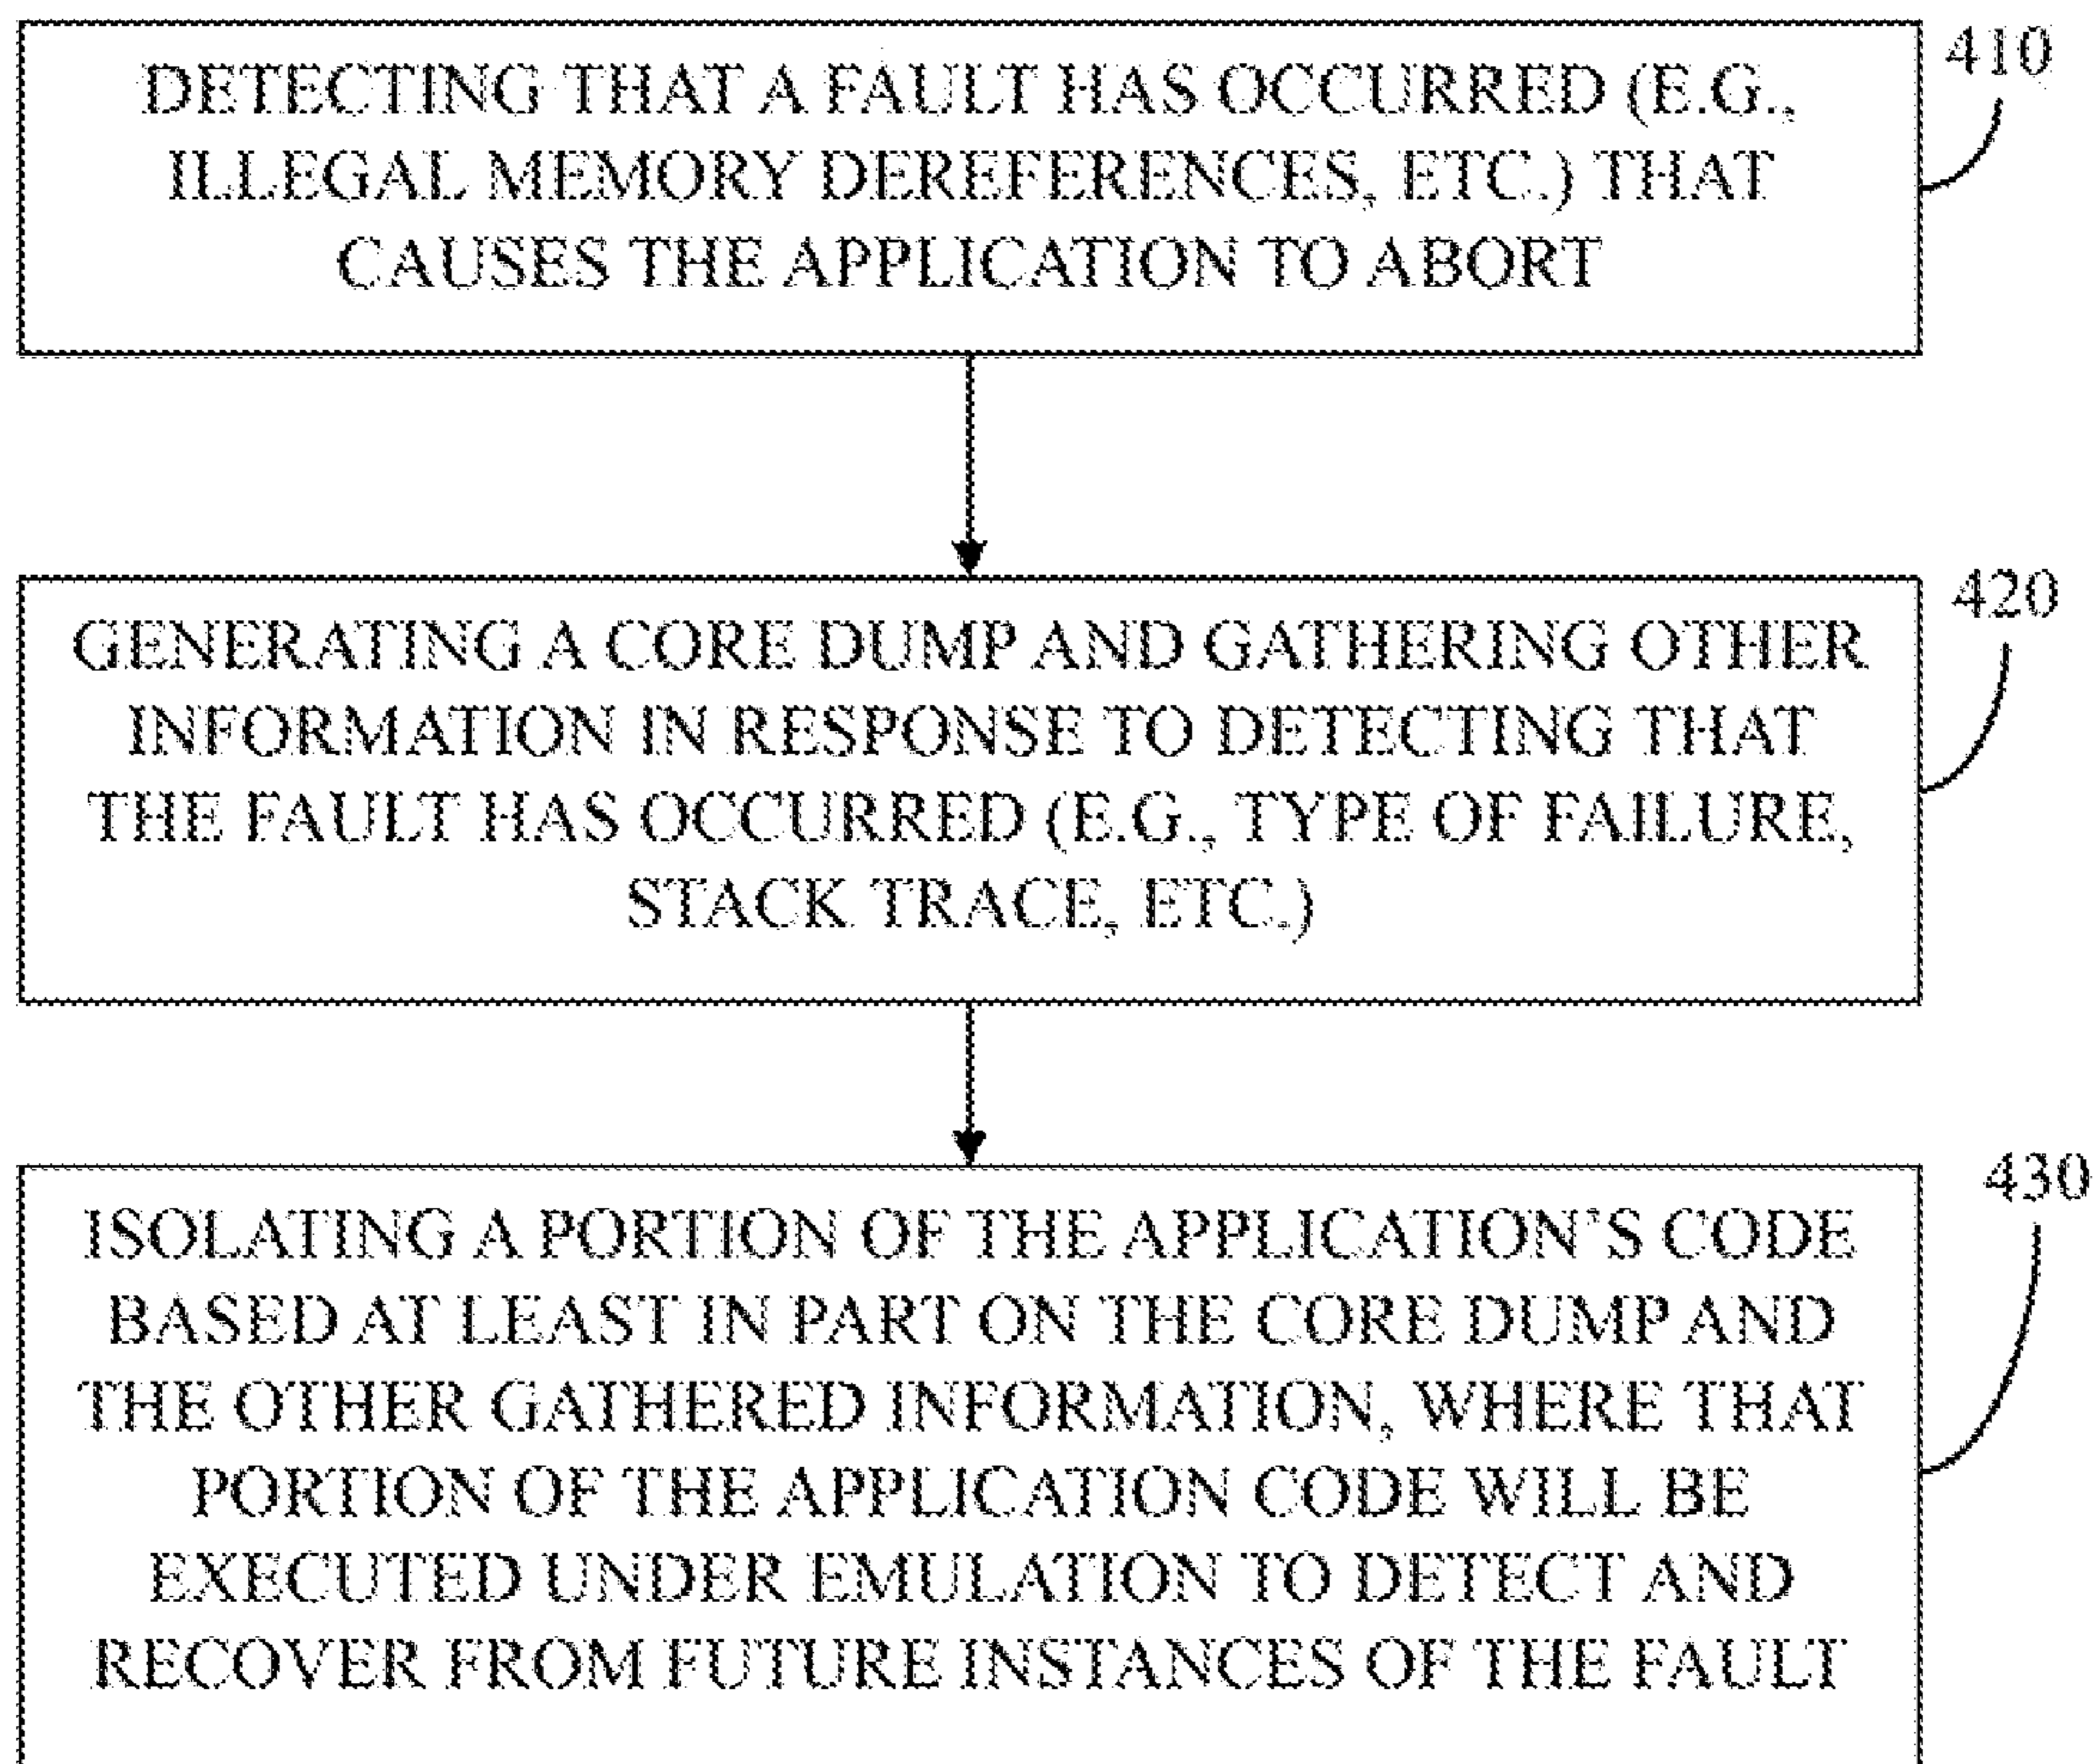 410
DETECTING THAT A FAULT HAS OCCURRED (E.G.,
ILLEGAL MEMORY DEREFERENCES, ETC.) THAT
CAUSES THE APPLICATION TO ABORT
420
GENERATING A CORE DUMP AND GATHERING OTHER
INFORMATION IN RESPONSE TO DETECTING THAT
THE FAULT HAS OCCURRED (E.G., TYPE OF FAILURE,
STACK TRACE, ETC.)
430
ISOLATING A PORTION OF THE APPLICATION'S CODE
BASED AT LEAST IN PART ON THE CORE DUMP AND
THE OTHER GATHERED INFORMATION, WHERE THAT
PORTION OF THE APPLICATION CODE WILL BE
EXECUTED UNDER EMULATION TO DETECT AND
RECOVER FROM FUTURE INSTANCES OF THE FAULT